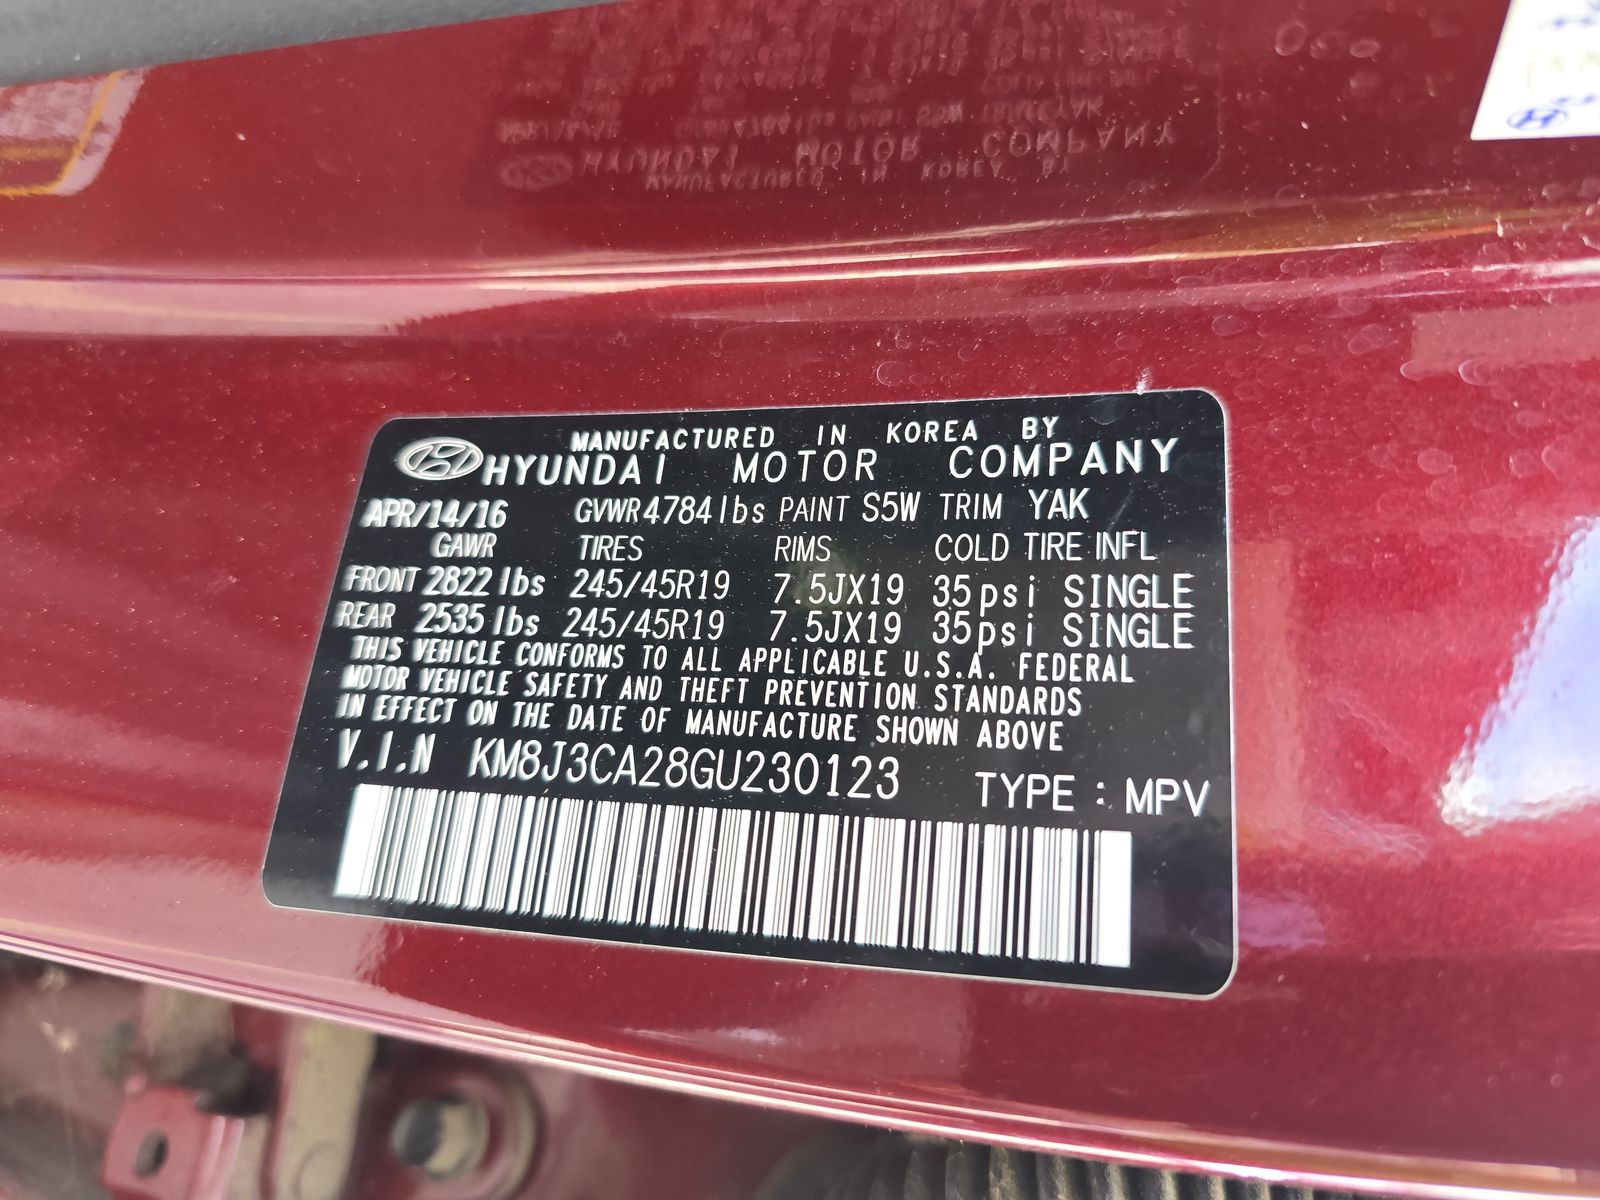 MANUFACTURED IN KOREA BY
HYUNDAI MOTOR COMPANY
APR/14/16 GVWR 4784 lbs PAINT S5W TRIM YAK
GAWR TIRES RIMS COLD TIRE INFL
FRONT 2822 lbs 245/45R19 7.5JX19 35psi SINGLE
REAR 2535 lbs 245/45R19 7.5JX19 35psi SINGLE
THIS VEHICLE CONFORMS TO ALL APPLICABLE U.S.A. FEDERAL
MOTOR VEHICLE SAFETY AND THEFT PREVENTION STANDARDS
IN EFFECT ON THE DATE OF MANUFACTURE SHOWN ABOVE
V.I.N KM8J3CA28GU230123 TYPE : MPV